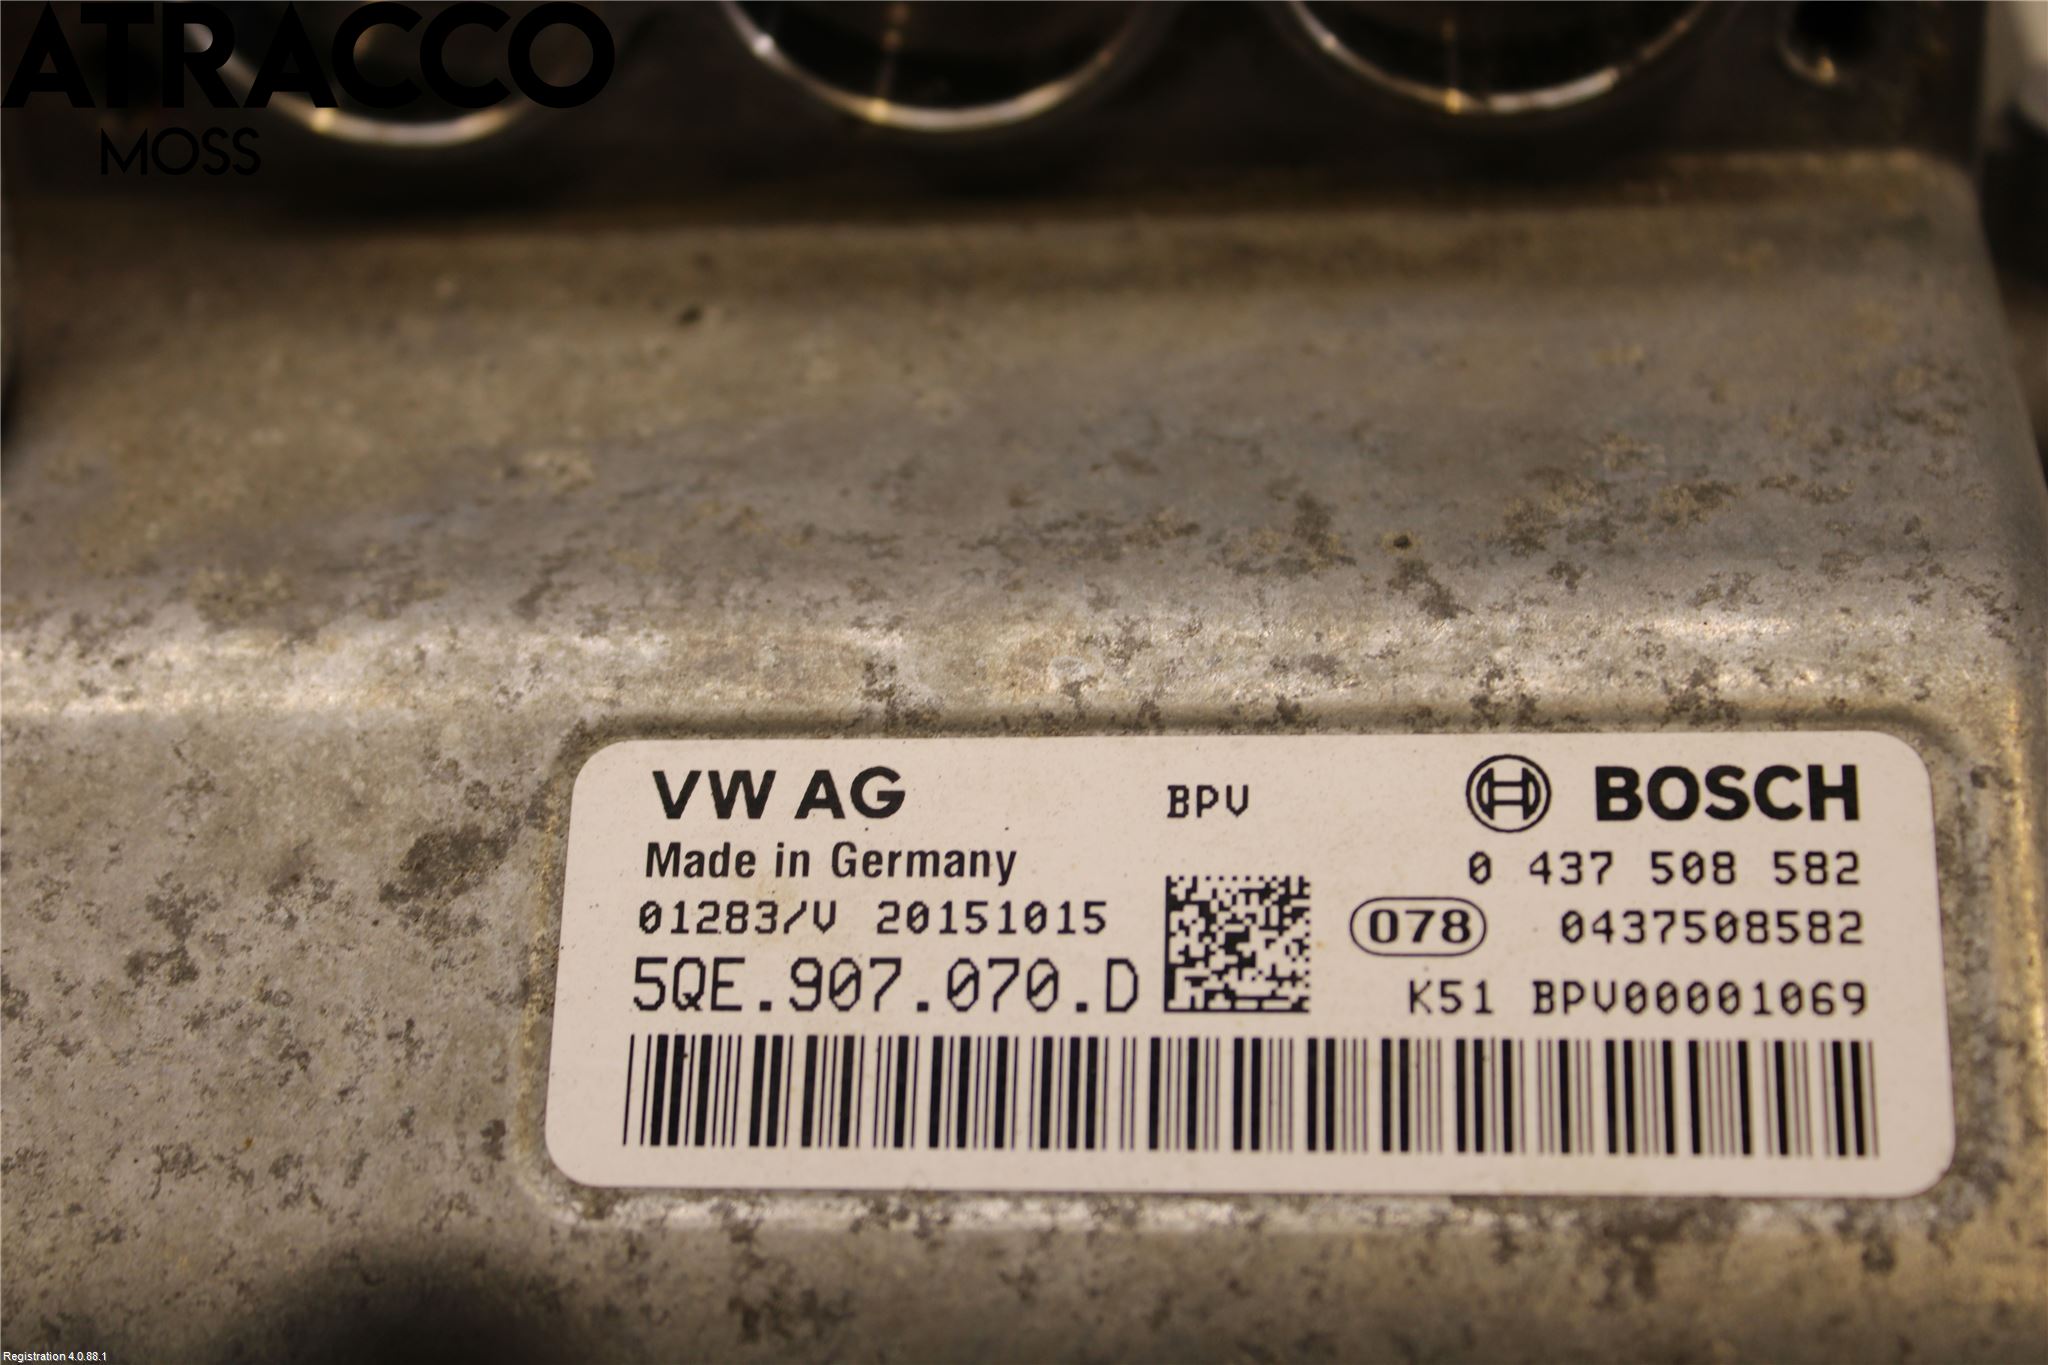 ATRACCO
MOSS
VW AG
BPV
BOSCH
Made in Germany
0 437 508 582
01283/V 20151015
078
0437508582
5QE.907.070.D
K51 BPV00001069
Registration 4.0.88.1